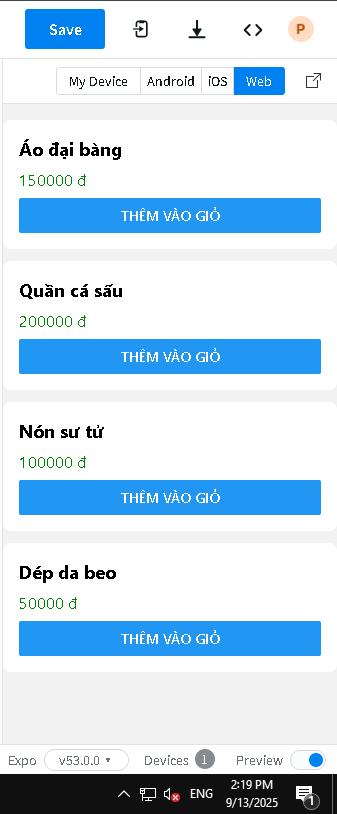 Save
P
My Device Android iOS Web
Áo đại bàng
150000 đ
THÊM VÀO GIỎ
Quần cá sấu
200000 đ
THÊM VÀO GIỎ
Nón sư tử
100000 đ
THÊM VÀO GIỎ
Dép da beo
50000 đ
THÊM VÀO GIỎ
Expo v53.0.0 Devices 1 Preview
ENG
2:19 PM
9/13/2025
1